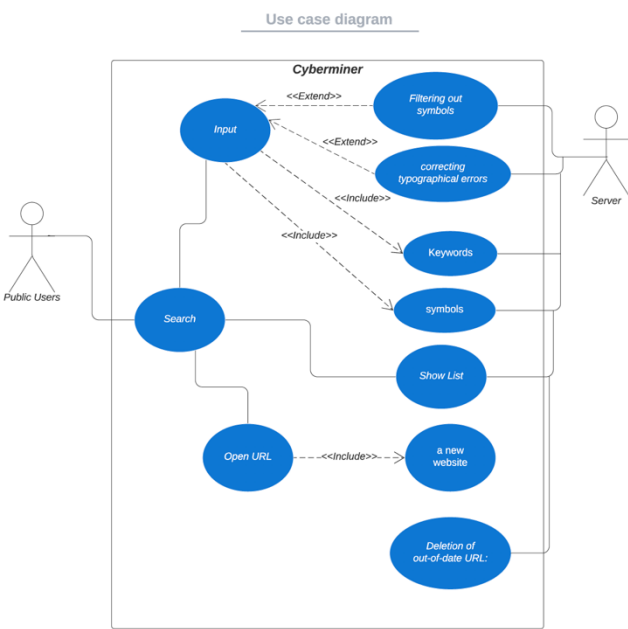 Use case diagram
Cyberminer
<<Extend>>
Filtering out
symbols
Input
<<Extend>>
correcting
typographical errors
Server
<<Include>>
<<Include>>
Keywords
Public Users
Search
symbols
Show List
Open URL
<<Include>>
a new
website
Deletion of
out-of-date URL: